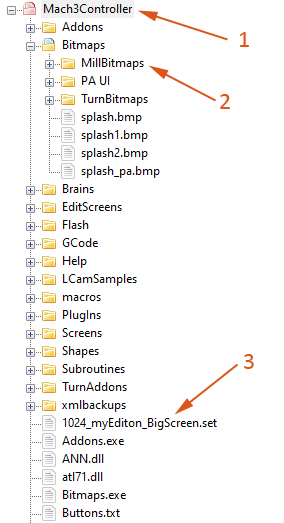 Mach3Controller 1
Addons
Bitmaps
MillBitmaps
PA UI 2
TurnBitmaps
splash.bmp
splash1.bmp
splash2.bmp
splash_pa.bmp
Brains
EditScreens
Flash
GCode
Help
LCamSamples
macros
PlugIns
Screens
Shapes 3
Subroutines
TurnAddons
xmlbackups
1024_myEditon_BigScreen.set
Addons.exe
ANN.dll
atl71.dll
Bitmaps.exe
Buttons.txt